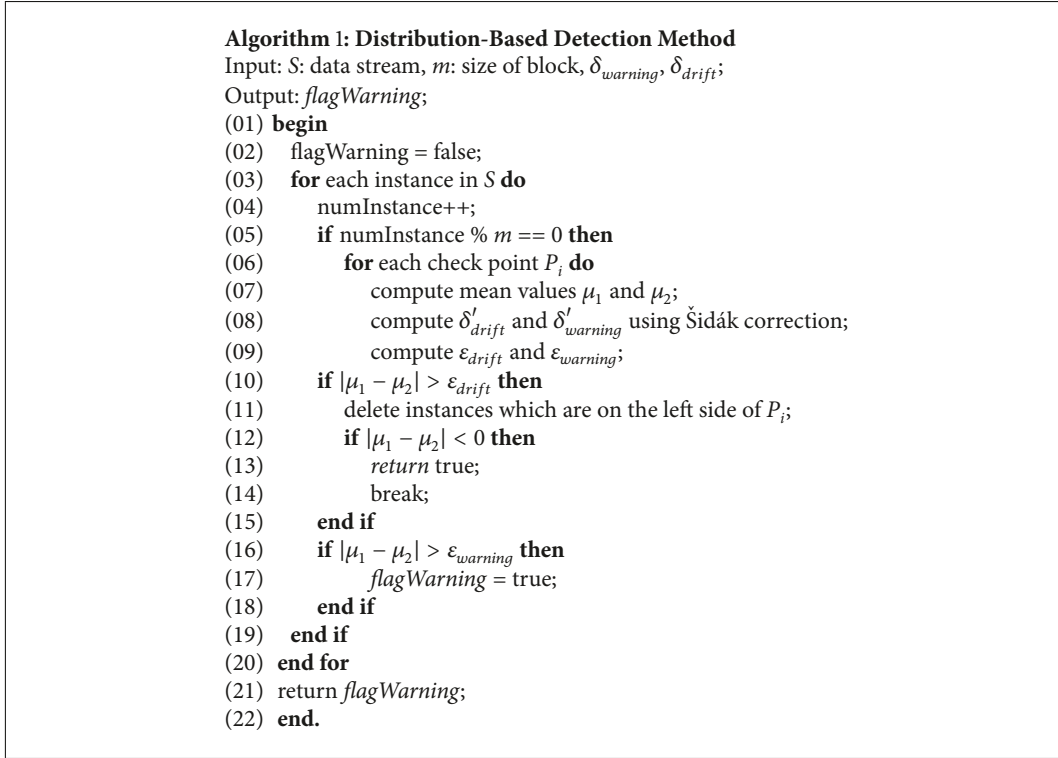 Algorithm 1: Distribution-Based Detection Method
Input: S: data stream, m: size of block, δ_warning, δ_drift;
Output: flagWarning;
(01) begin
(02) flagWarning = false;
(03) for each instance in S do
(04) numInstance++;
(05) if numInstance % m == 0 then
(06) for each check point P_i do
(07) compute mean values μ_1 and μ_2;
(08) compute δ′_drift and δ′_warning using Šidák correction;
(09) compute ε_drift and ε_warning;
(10) if |μ_1 − μ_2| > ε_drift then
(11) delete instances which are on the left side of P_i;
(12) if |μ_1 − μ_2| < 0 then
(13) return true;
(14) break;
(15) end if
(16) if |μ_1 − μ_2| > ε_warning then
(17) flagWarning = true;
(18) end if
(19) end if
(20) end for
(21) return flagWarning;
(22) end.